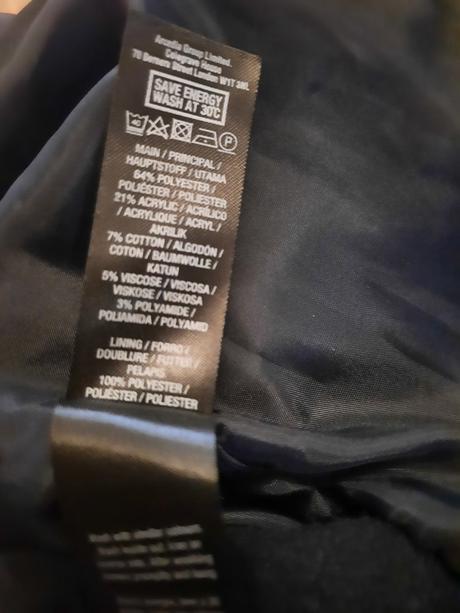 Arcadia Group Limited.
Colegrave House
70 Berners Street London W1T 3NL
SAVE ENERGY
WASH AT 30°C
40
P
MAIN / PRINCIPAL /
HAUPTSTOFF / UTAMA
64% POLYESTER /
POLIÉSTER / POLIESTER
21% ACRYLIC / ACRÍLICO
/ ACRYLIQUE / ACRYL /
AKRILIK
7% COTTON / ALGODÓN /
COTON / BAUMWOLLE /
KATUN
5% VISCOSE / VISCOSA /
VISKOSE / VISKOSA
3% POLYAMIDE /
POLIAMIDA / POLYAMID
LINING / FORRO /
DOUBLURE / FUTTER /
PELAPIS
100% POLYESTER /
POLIÉSTER / POLIESTER